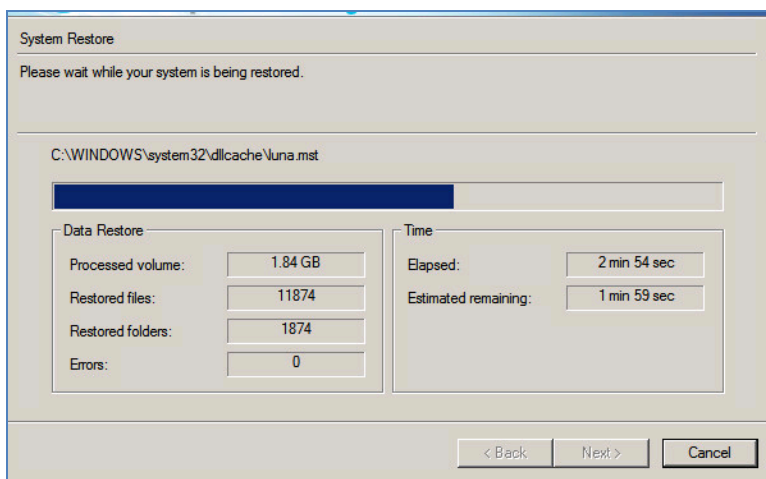 System Restore
Please wait while your system is being restored.
C:\WINDOWS\system32\dllcache\luna.mst
Data Restore
Processed volume: 1.84 GB
Restored files: 11874
Restored folders: 1874
Errors: 0
Time
Elapsed: 2 min 54 sec
Estimated remaining: 1 min 59 sec
< Back Next > Cancel